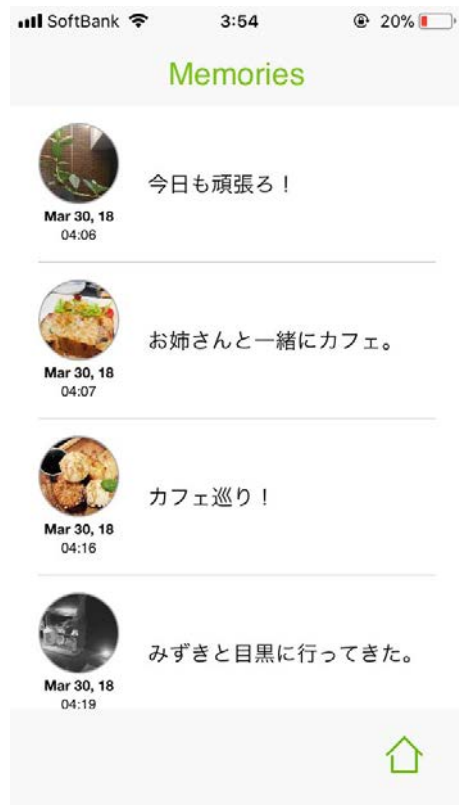 SoftBank 3:54 20%
Memories
今日も頑張ろ！
Mar 30, 18
04:06
お姉さんと一緒にカフェ。
Mar 30, 18
04:07
カフェ巡り！
Mar 30, 18
04:16
みずきと目黒に行ってきた。
Mar 30, 18
04:19